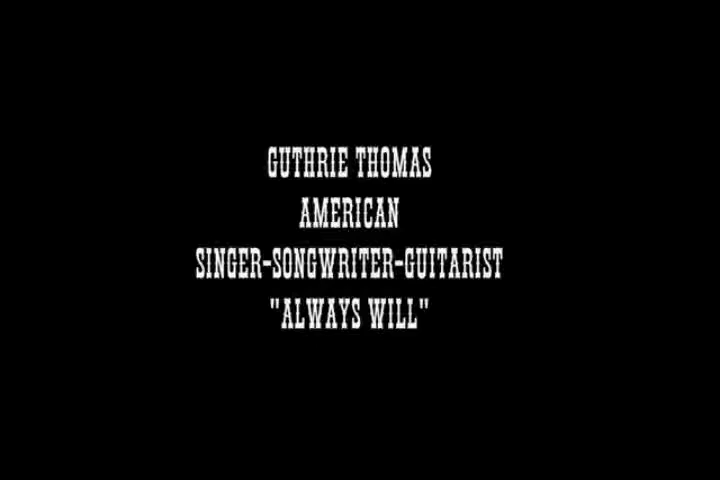 GUTHRIE THOMAS
AMERICAN
SINGER-SONGWRITER-GUITARIST
"ALWAYS WILL"